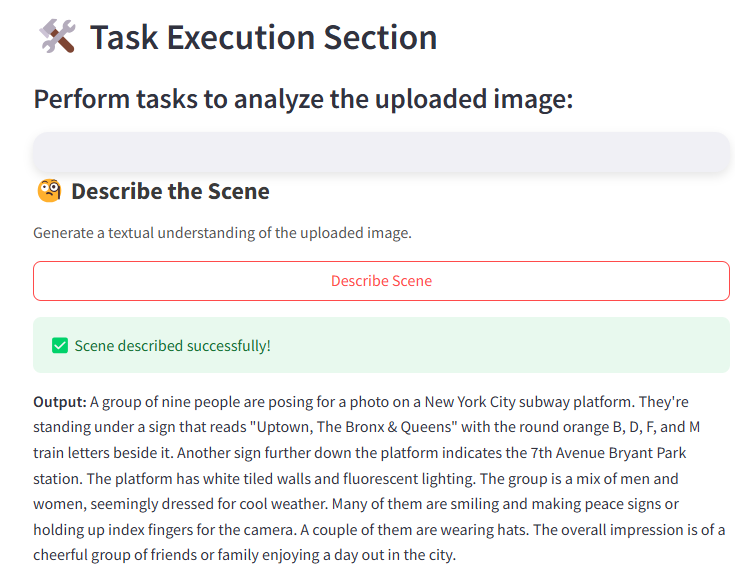 Task Execution Section
Perform tasks to analyze the uploaded image:
Describe the Scene
Generate a textual understanding of the uploaded image.
Describe Scene
Scene described successfully!
Output: A group of nine people are posing for a photo on a New York City subway platform. They're
standing under a sign that reads "Uptown, The Bronx & Queens" with the round orange B, D, F, and M
train letters beside it. Another sign further down the platform indicates the 7th Avenue Bryant Park
station. The platform has white tiled walls and fluorescent lighting. The group is a mix of men and
women, seemingly dressed for cool weather. Many of them are smiling and making peace signs or
holding up index fingers for the camera. A couple of them are wearing hats. The overall impression is of a
cheerful group of friends or family enjoying a day out in the city.